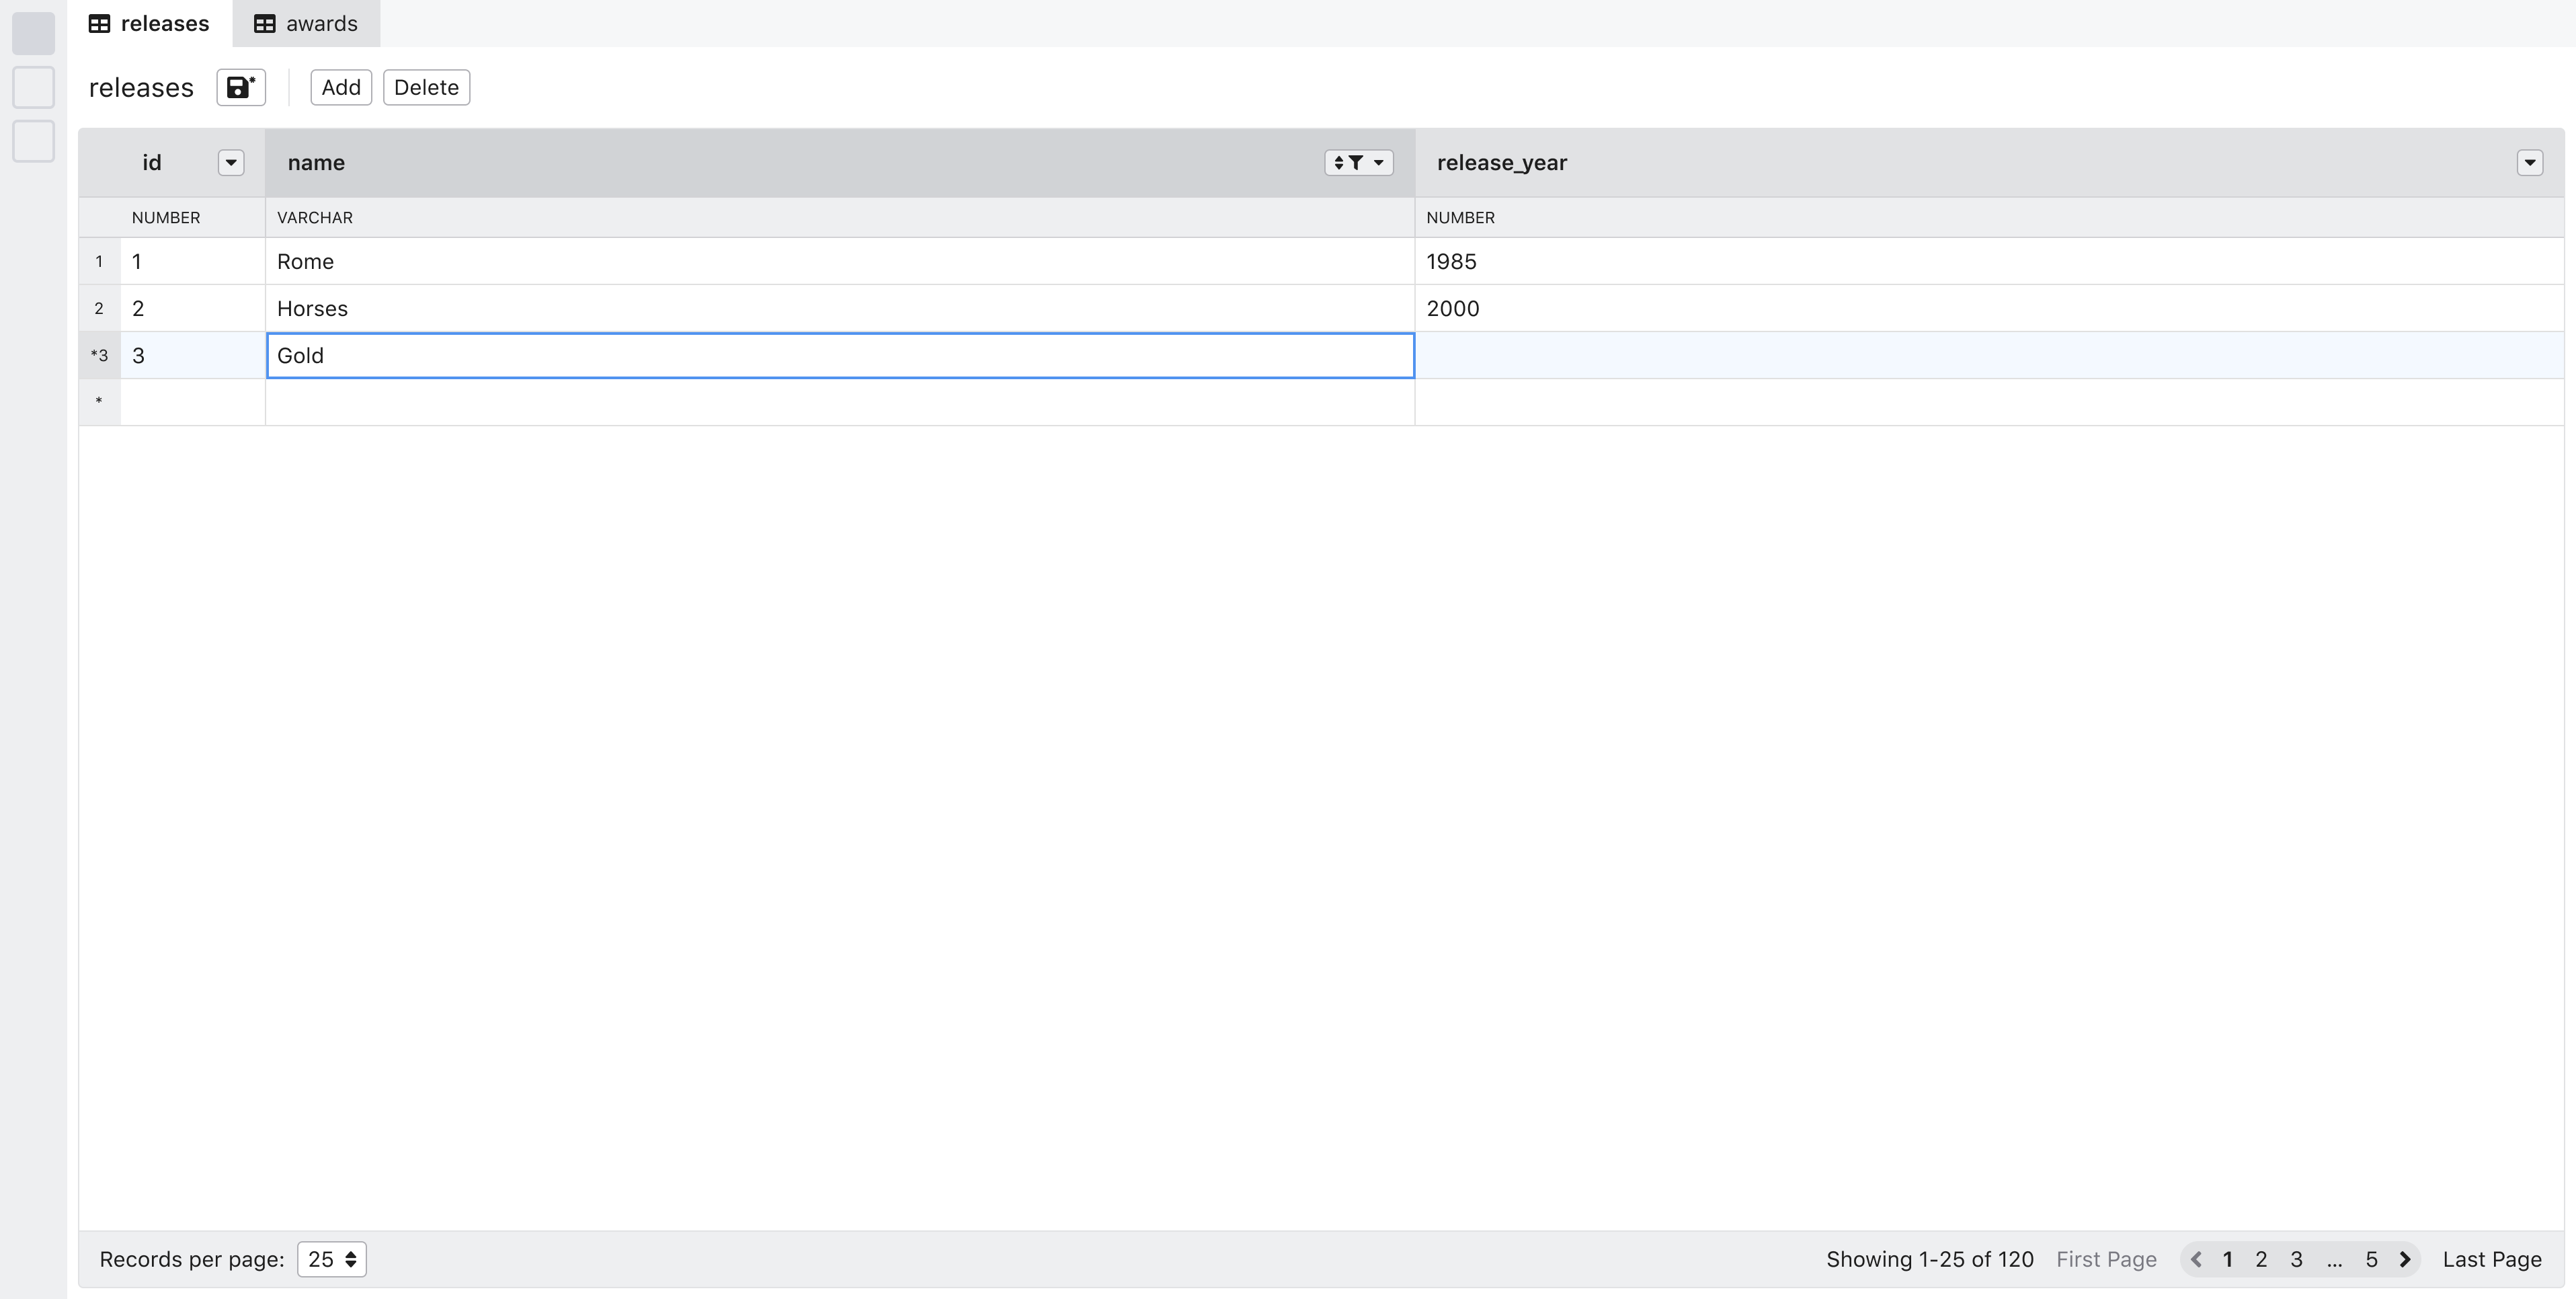 releases awards
releases * Add Delete
id name release_year
NUMBER VARCHAR NUMBER
1 1 Rome 1985
2 2 Horses 2000
*3 3 Gold
*
Records per page: 25 Showing 1-25 of 120 First Page 1 2 3 ... 5 Last Page